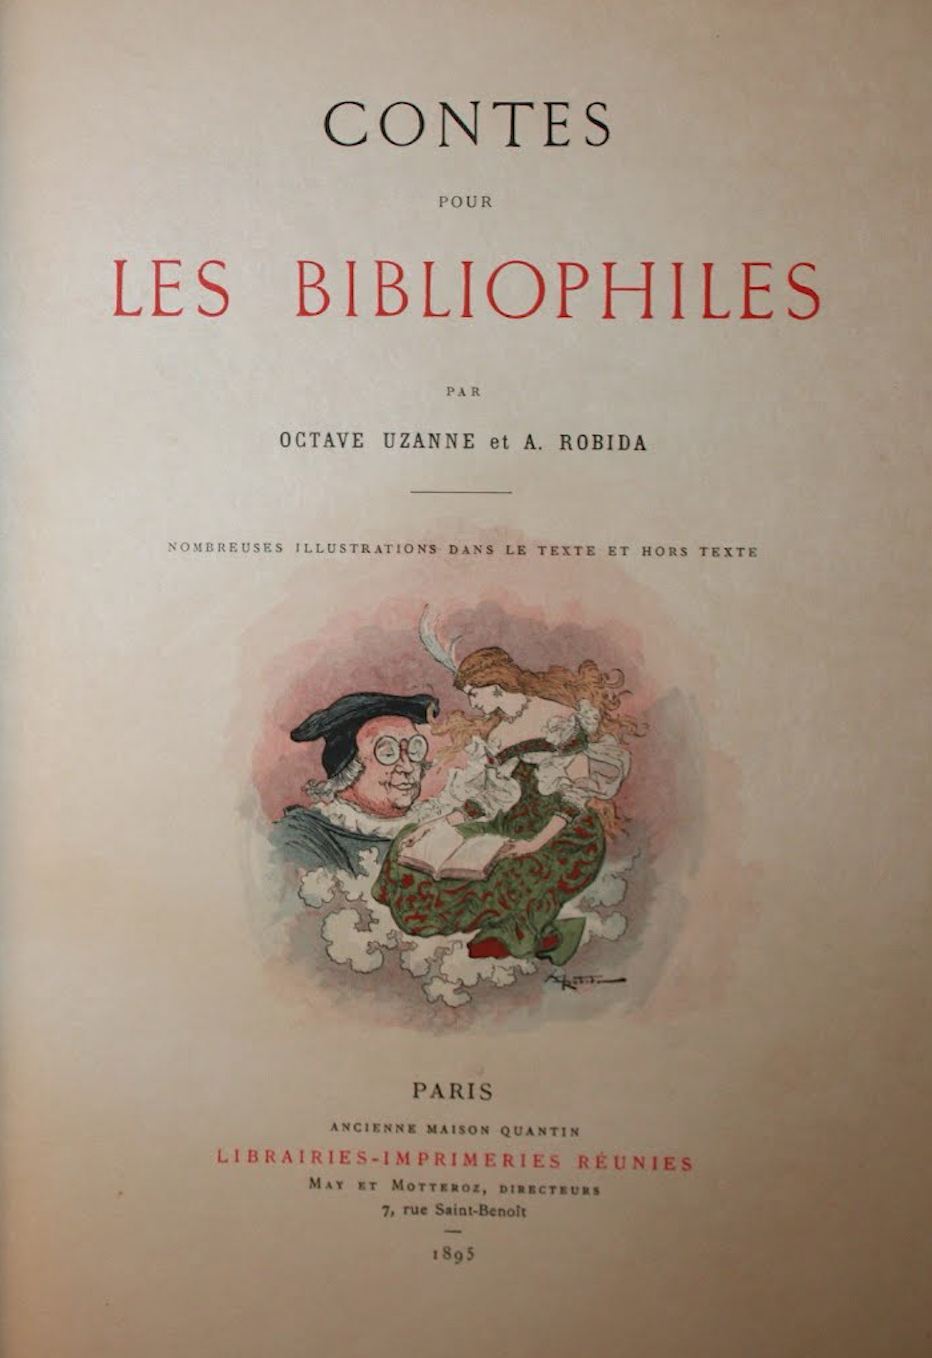 CONTES
POUR
LES BIBLIOPHILES
PAR
OCTAVE UZANNE et A. ROBIDA
NOMBREUSES ILLUSTRATIONS DANS LE TEXTE ET HORS TEXTE
A. Robida
PARIS
ANCIENNE MAISON QUANTIN
LIBRAIRIES-IMPRIMERIES RÉUNIES
MAY ET MOTTEROZ, DIRECTEURS
7, rue Saint-Benoît
1895